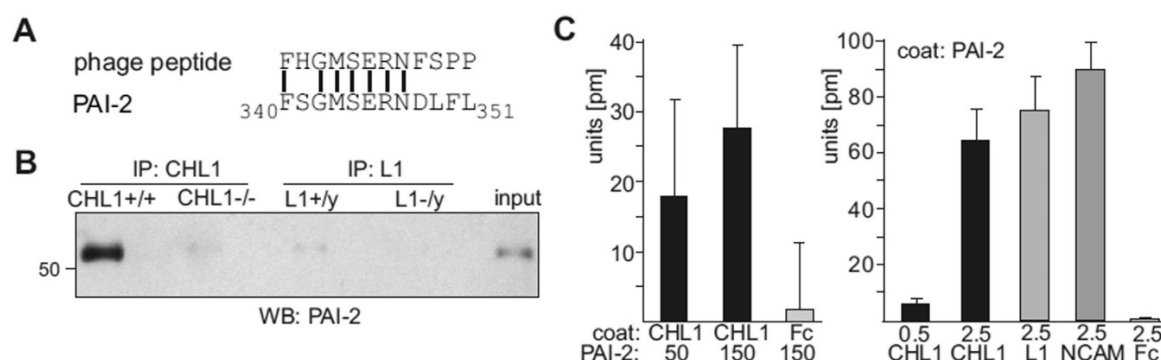 A
phage peptide FHGMSERNFSPP
PAI-2 340FSGMSERNDLFL351
B
IP: CHL1 IP: L1
CHL1+/+ CHL1-/- L1+/y L1-/y input
50
WB: PAI-2
C
units [pm]
40
30
20
10
coat: CHL1 CHL1 Fc
PAI-2: 50 150 150
units [pm]
coat: PAI-2
100
80
60
40
20
0.5 2.5 2.5 2.5 2.5
CHL1 CHL1 L1 NCAM Fc